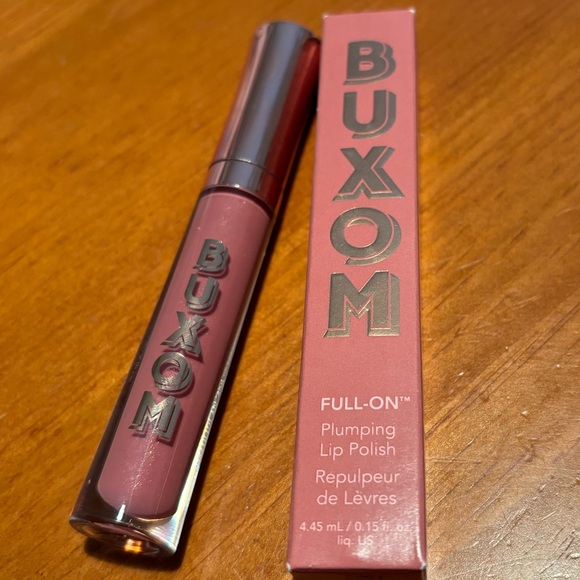 BUXOM
BUXOM
FULL-ON™
Plumping
Lip Polish
Repulpeur
de Lèvres
4.45 mL / 0.15 fl. oz.
liq. US